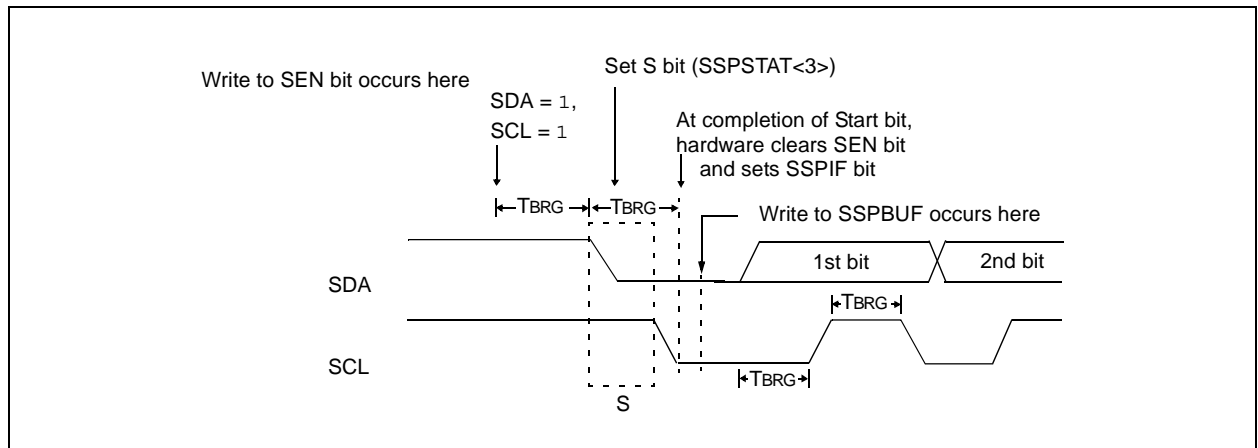 Set S bit (SSPSTAT<3>)
Write to SEN bit occurs here
SDA = 1,
SCL = 1
At completion of Start bit,
hardware clears SEN bit
and sets SSPIF bit
TBRG
TBRG
Write to SSPBUF occurs here
1st bit
2nd bit
SDA
TBRG
SCL
TBRG
S